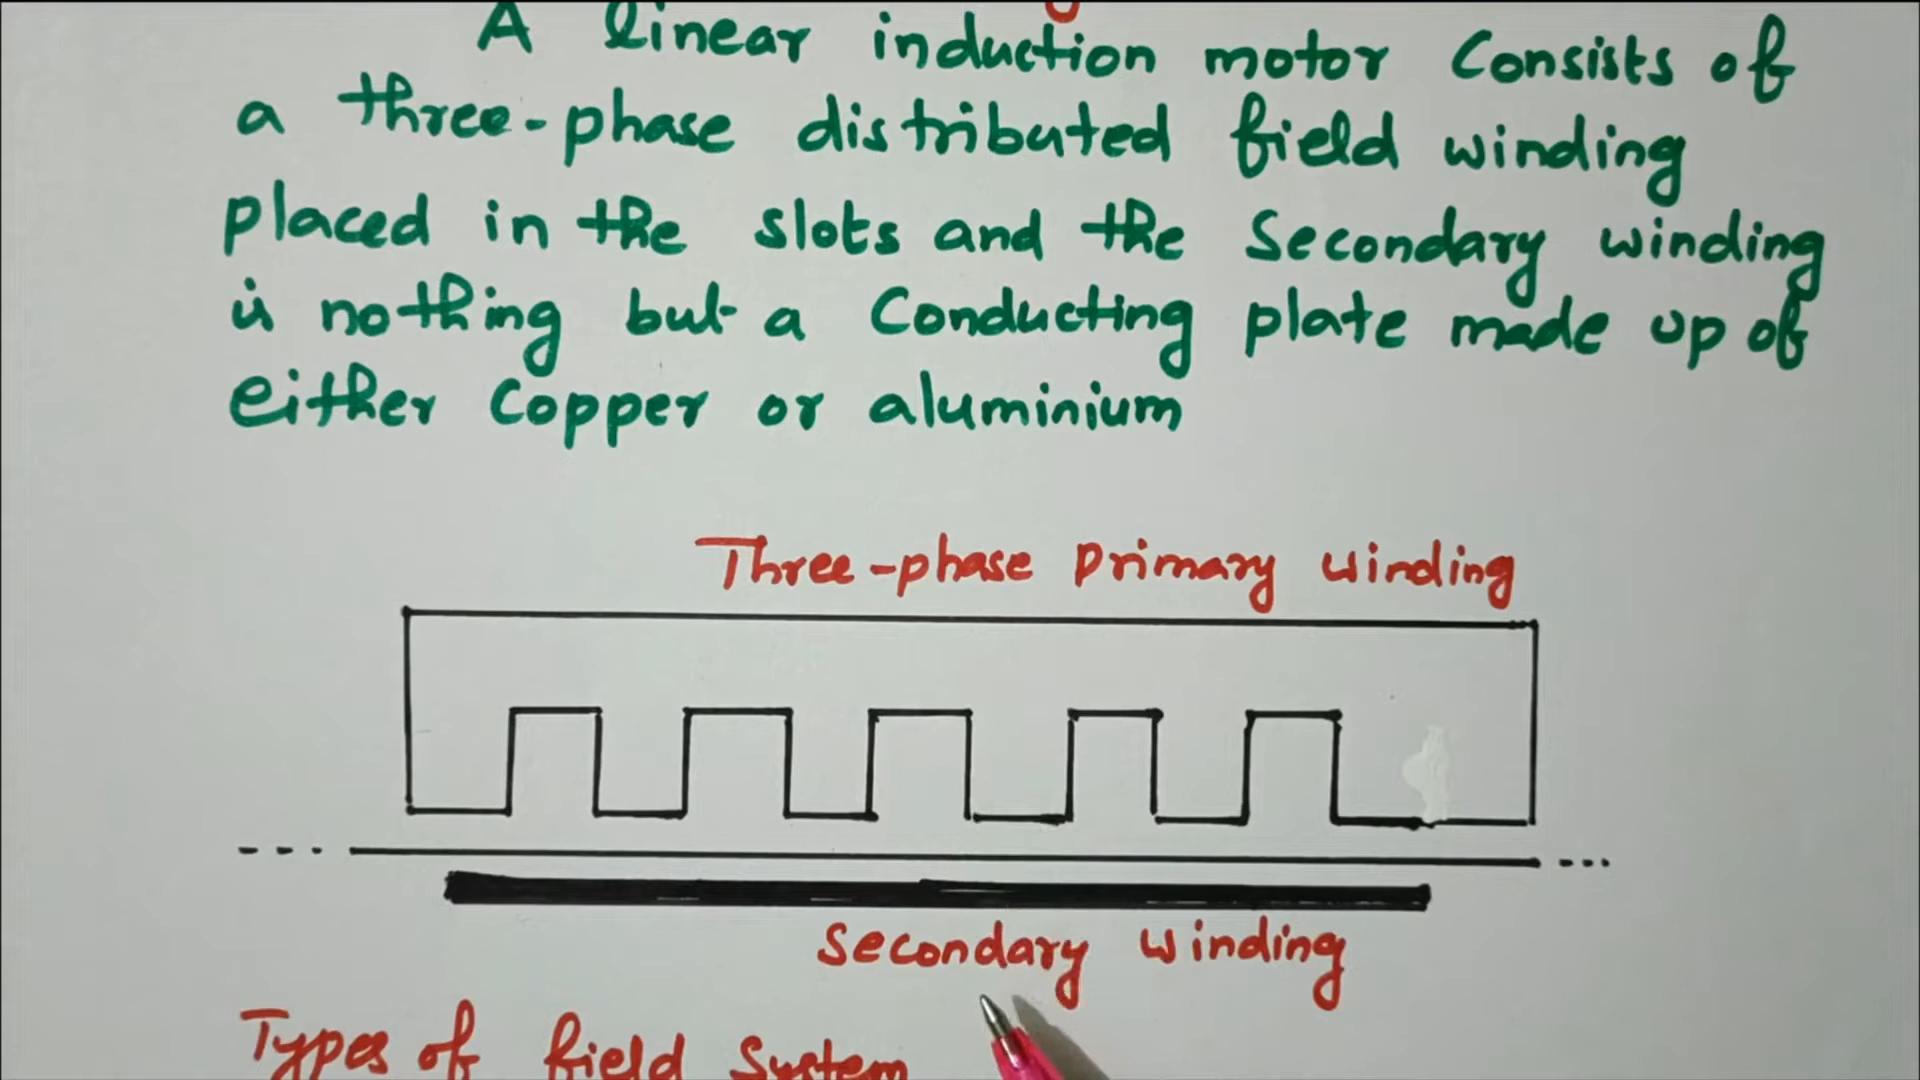 A linear induction motor Consists of
a three-phase distributed field winding
placed in the slots and the Secondary winding
is nothing but a Conducting plate made up of
either Copper or aluminium
Three-phase Primary winding
Secondary winding
Types of field System